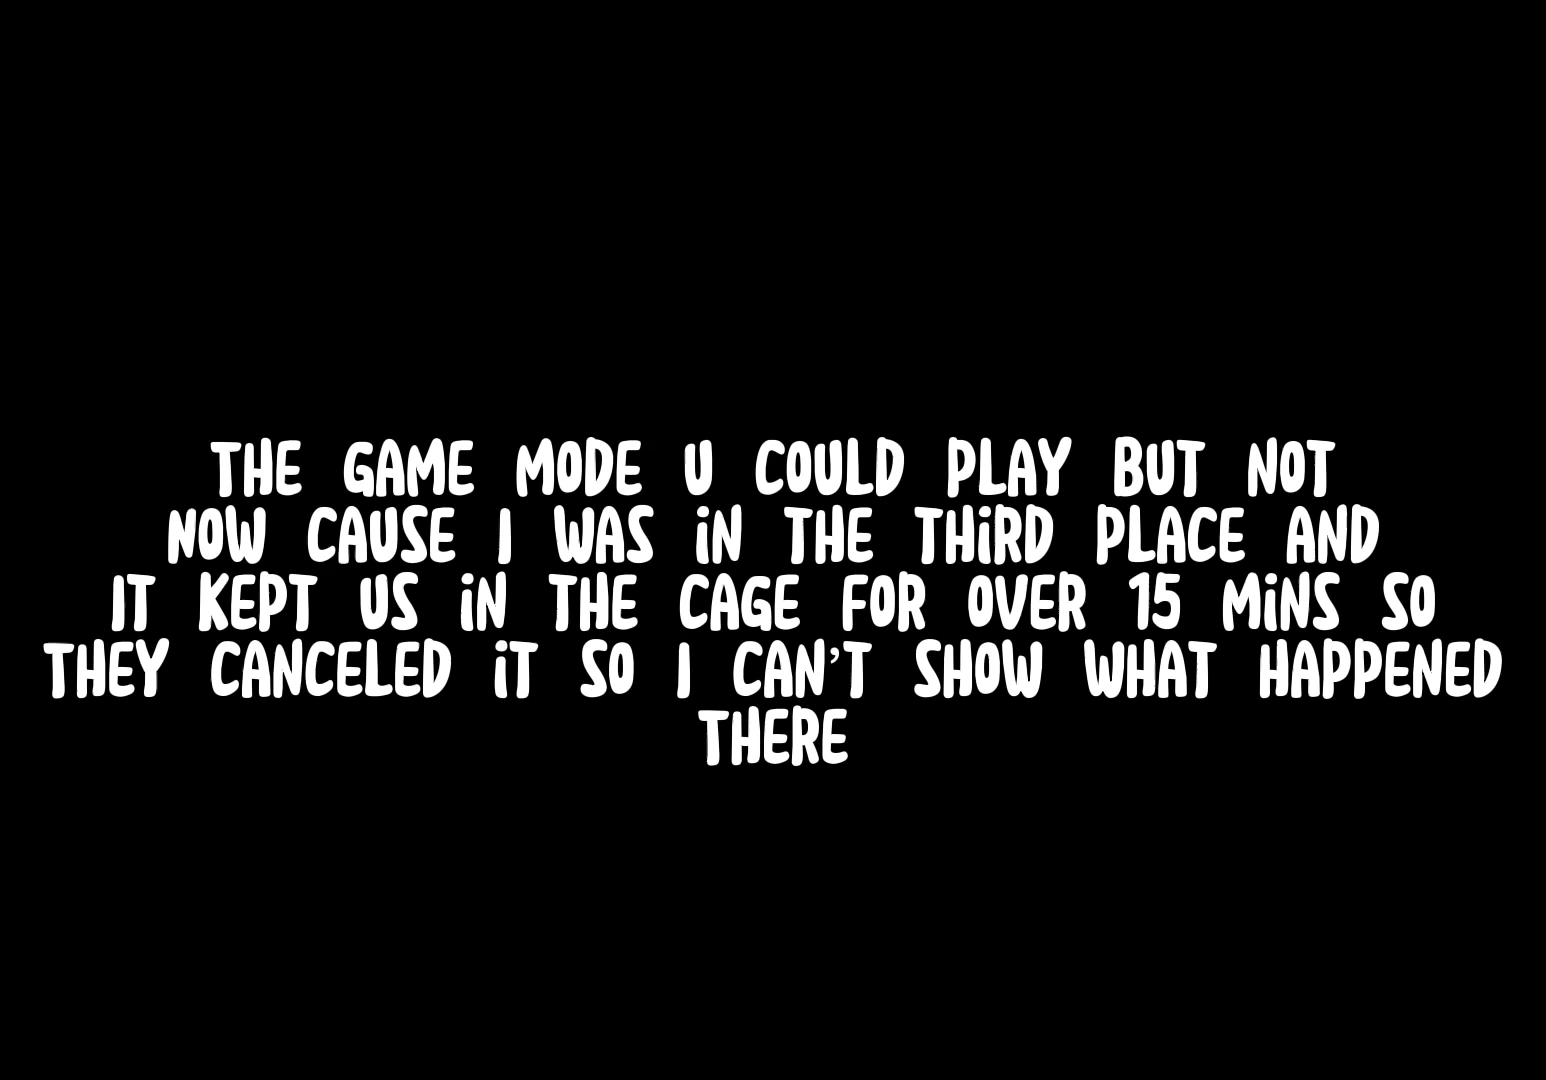 THE GAME MODE U COULD PLAY BUT NOT
NOW CAUSE I WAS iN THE THiRD PLACE AND
IT KEPT US iN THE CAGE FOR OVER 15 MiNS SO
THEY CANCELED iT SO I CAN'T SHOW WHAT HAPPENED
THERE